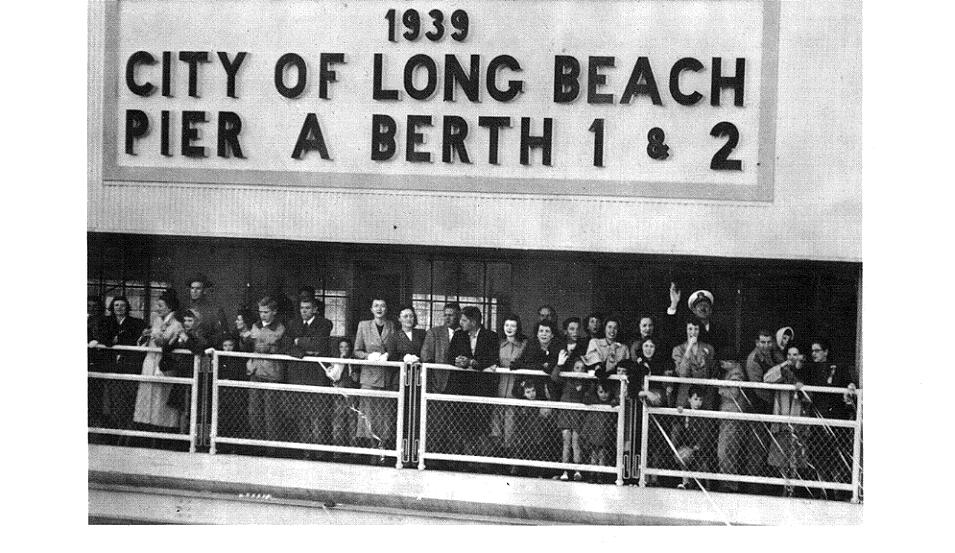 1939
CITY OF LONG BEACH
PIER A BERTH 1 & 2